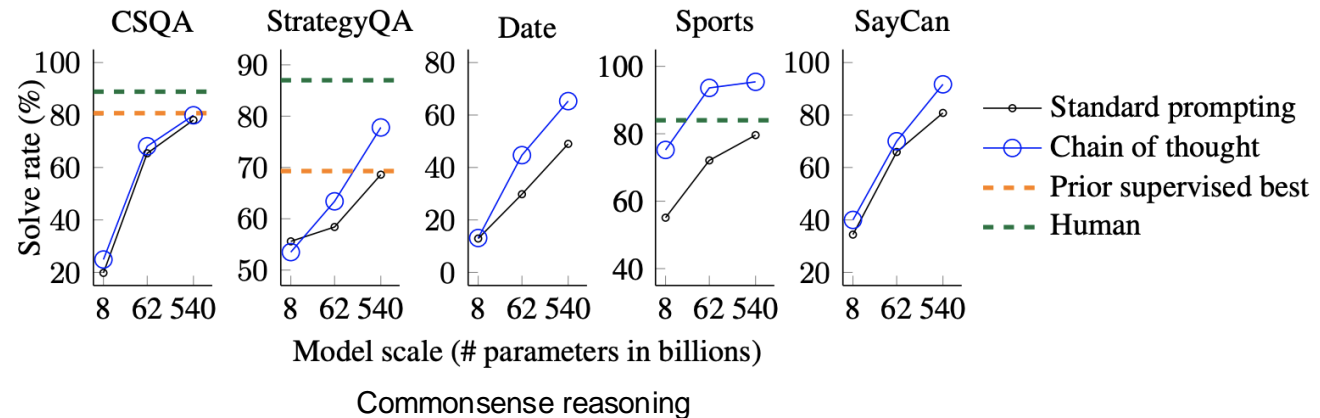 CSQA StrategyQA Date Sports SayCan
Solve rate (%)
100
80
60
40
20
8 62 540
90
80
70
60
50
8 62 540
80
60
40
20
0
8 62 540
100
80
60
40
8 62 540
100
80
60
40
20
8 62 540
Standard prompting
Chain of thought
Prior supervised best
Human
Model scale (# parameters in billions)
Commonsense reasoning